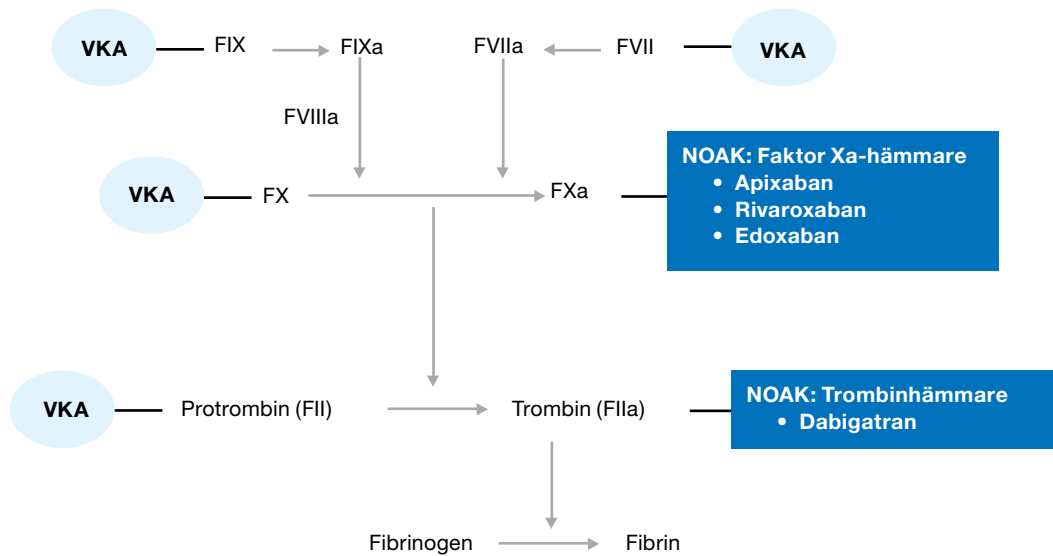 VKA FIX FIXa FVIIa FVII VKA
FVIIIa
VKA FX FXa
NOAK: Faktor Xa-hämmare
• Apixaban
• Rivaroxaban
• Edoxaban
VKA Protrombin (FII) Trombin (FIIa)
NOAK: Trombinhämmare
• Dabigatran
Fibrinogen Fibrin